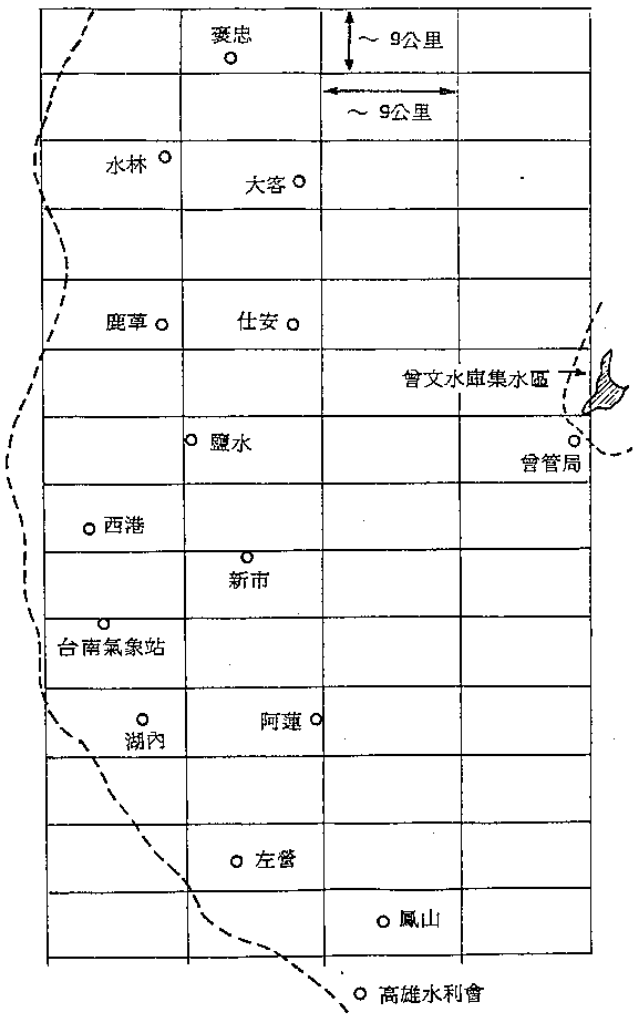 褒忠
～ 9公里
～ 9公里
水林
大客
鹿草
仕安
曾文水庫集水區
鹽水
曾管局
西港
新市
台南氣象站
湖內
阿蓮
左營
鳳山
高雄水利會